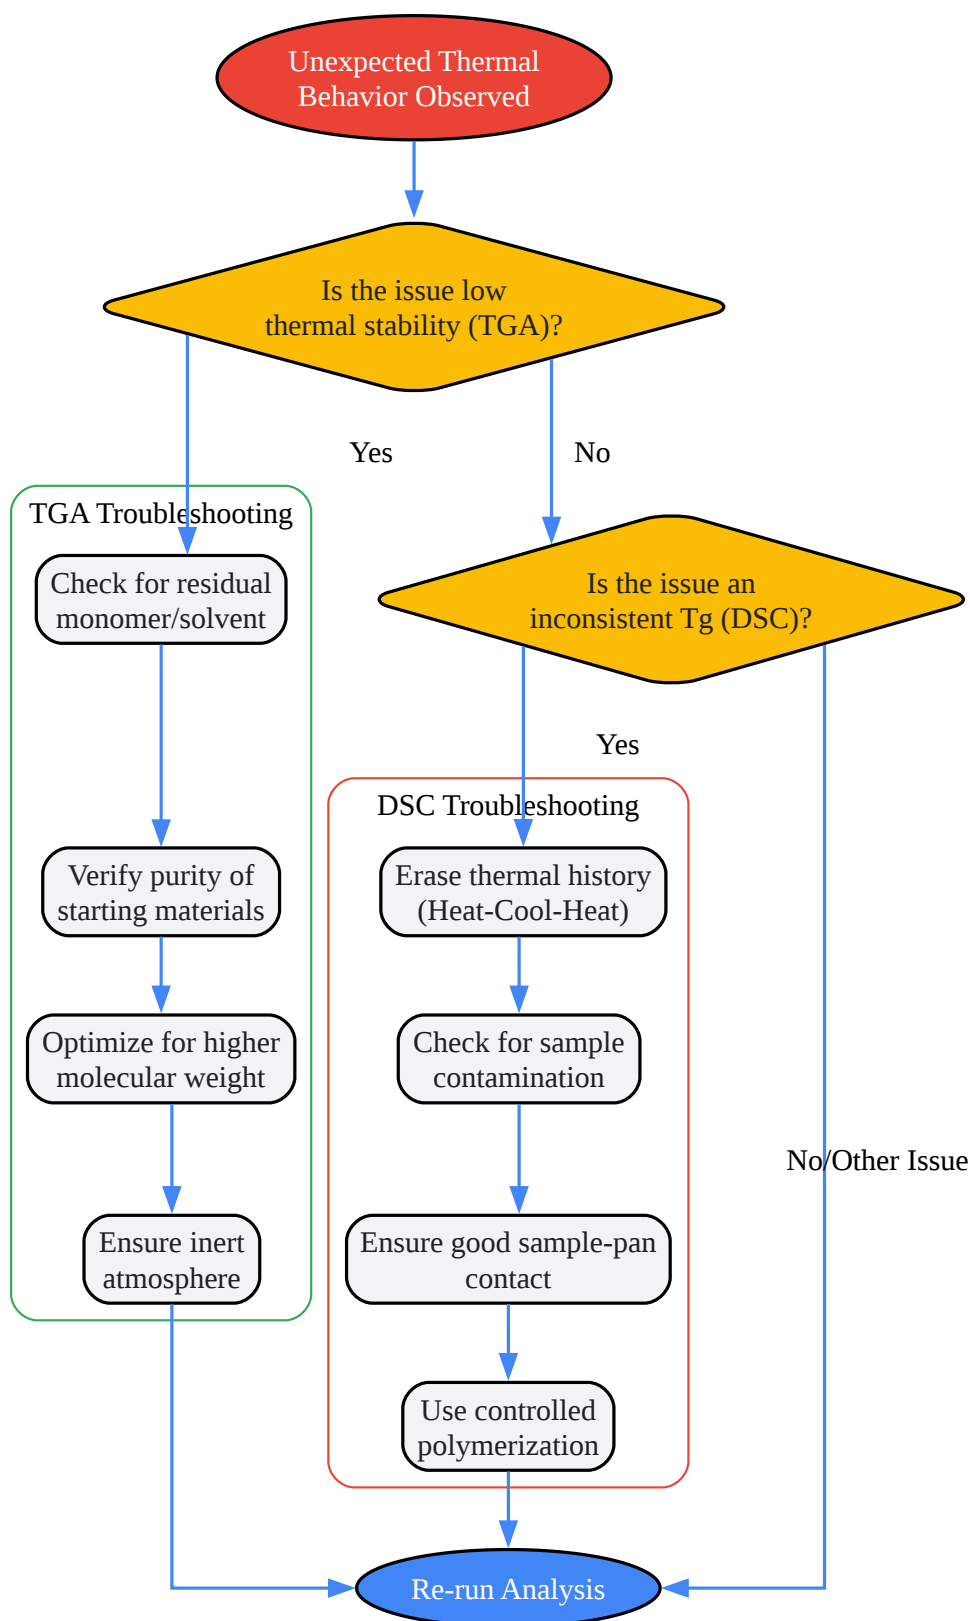 Unexpected Thermal
Behavior Observed
Is the issue low
thermal stability (TGA)?
Yes
No
TGA Troubleshooting
Check for residual
monomer/solvent
Is the issue an
inconsistent Tg (DSC)?
Yes
DSC Troubleshooting
Verify purity of
starting materials
Erase thermal history
(Heat-Cool-Heat)
Optimize for higher
molecular weight
Check for sample
contamination
No/Other Issue
Ensure inert
atmosphere
Ensure good sample-pan
contact
Use controlled
polymerization
Re-run Analysis